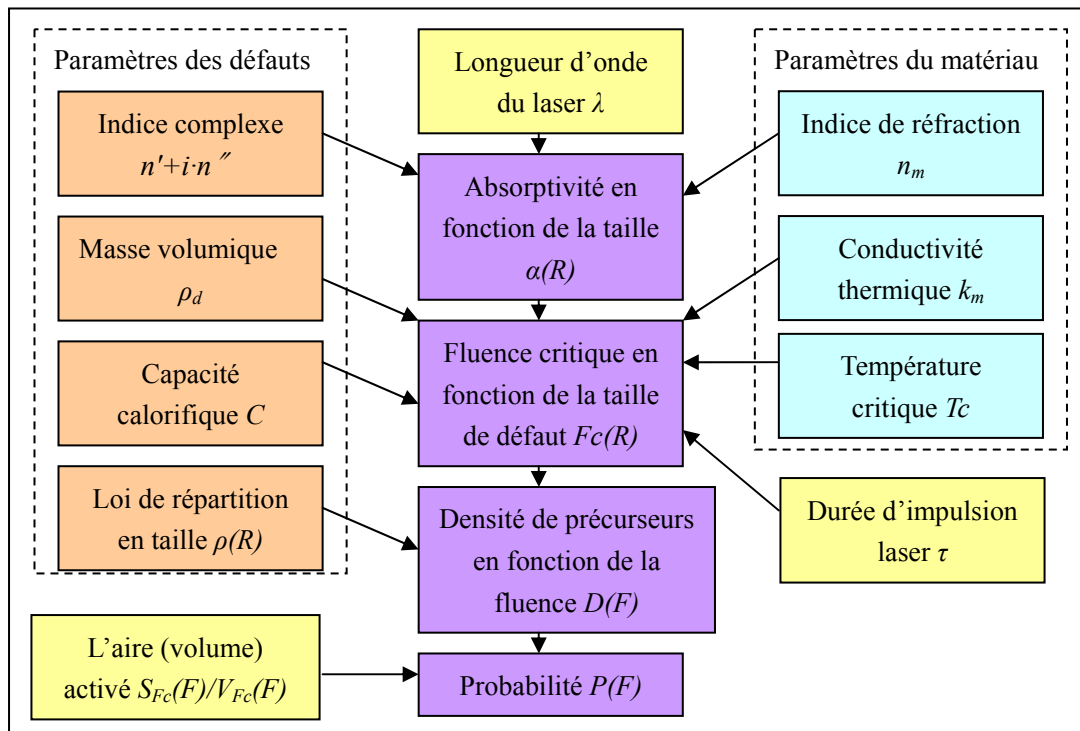 Paramètres des défauts
Indice complexe
n'+i·n″
Masse volumique
ρd
Capacité
calorifique C
Loi de répartition
en taille ρ(R)
L’aire (volume)
activé SFc(F)/VFc(F)
Longueur d’onde
du laser λ
Absorptivité en
fonction de la taille
α(R)
Fluence critique en
fonction de la taille
de défaut Fc(R)
Densité de précurseurs
en fonction de la
fluence D(F)
Probabilité P(F)
Paramètres du matériau
Indice de réfraction
nm
Conductivité
thermique km
Température
critique Tc
Durée d’impulsion
laser τ